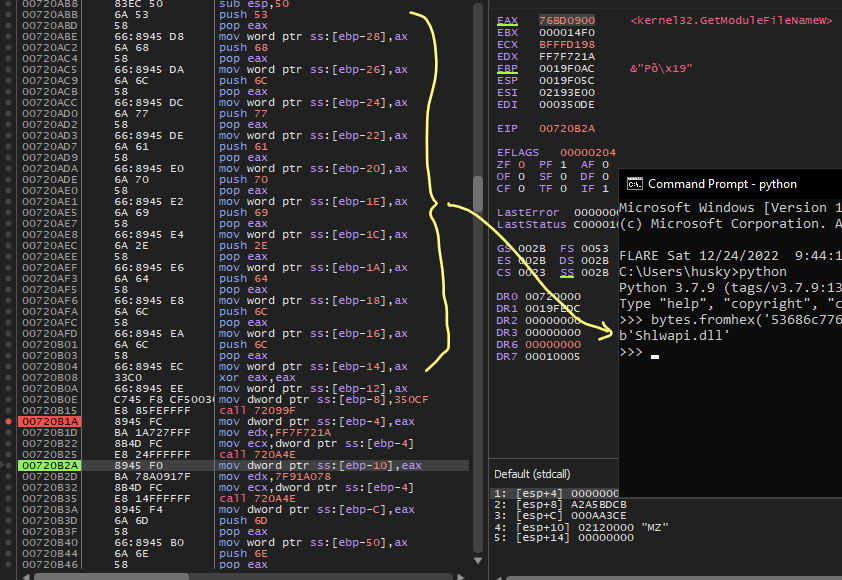 00720AB8 83EC 50 sub esp,50
00720ABB 6A 53 push 53
00720ABD 58 pop eax
00720ABE 66:8945 D8 mov word ptr ss:[ebp-28],ax
00720AC2 6A 68 push 68
00720AC4 58 pop eax
00720AC5 66:8945 DA mov word ptr ss:[ebp-26],ax
00720AC9 6A 6C push 6C
00720ACB 58 pop eax
00720ACC 66:8945 DC mov word ptr ss:[ebp-24],ax
00720AD0 6A 77 push 77
00720AD2 58 pop eax
00720AD3 66:8945 DE mov word ptr ss:[ebp-22],ax
00720AD7 6A 61 push 61
00720AD9 58 pop eax
00720ADA 66:8945 E0 mov word ptr ss:[ebp-20],ax
00720ADE 6A 70 push 70
00720AE0 58 pop eax
00720AE1 66:8945 E2 mov word ptr ss:[ebp-1E],ax
00720AE5 6A 69 push 69
00720AE7 58 pop eax
00720AE8 66:8945 E4 mov word ptr ss:[ebp-1C],ax
00720AEC 6A 2E push 2E
00720AEE 58 pop eax
00720AEF 66:8945 E6 mov word ptr ss:[ebp-1A],ax
00720AF3 6A 64 push 64
00720AF5 58 pop eax
00720AF6 66:8945 E8 mov word ptr ss:[ebp-18],ax
00720AFA 6A 6C push 6C
00720AFC 58 pop eax
00720AFD 66:8945 EA mov word ptr ss:[ebp-16],ax
00720B01 6A 6C push 6C
00720B03 58 pop eax
00720B04 66:8945 EC mov word ptr ss:[ebp-14],ax
00720B08 33C0 xor eax,eax
00720B0A 66:8945 EE mov word ptr ss:[ebp-12],ax
00720B0E C745 F8 CF5003 mov dword ptr ss:[ebp-8],350CF
00720B15 E8 85FEFFFF call 72099F
00720B1A 8945 FC mov dword ptr ss:[ebp-4],eax
00720B1D BA 1A727FFF mov edx,FF7F721A
00720B22 8B4D FC mov ecx,dword ptr ss:[ebp-4]
00720B25 E8 24FFFFFF call 720A4E
00720B2A 8945 F0 mov dword ptr ss:[ebp-10],eax
00720B2D BA 78A0917F mov edx,7F91A078
00720B32 8B4D FC mov ecx,dword ptr ss:[ebp-4]
00720B35 E8 14FFFFFF call 720A4E
00720B3A 8945 F4 mov dword ptr ss:[ebp-C],eax
00720B3D 6A 6D push 6D
00720B3F 58 pop eax
00720B40 66:8945 B0 mov word ptr ss:[ebp-50],ax
00720B44 6A 6E push 6E
00720B46 58 pop eax
EAX 76BD0900 <kernel32.GetModuleFileNameW>
EBX 000014F0
ECX BFFFD198
EDX FF7F721A
EBP 0019F0AC &"Põ\x19"
ESP 0019F05C
ESI 02193E00
EDI 000350DE
EIP 00720B2A
EFLAGS 00000204
ZF 0 PF 1 AF 0
OF 0 SF 0 DF 0
CF 0 TF 0 IF 1
LastError 0000000
LastStatus C00001
GS 002B FS 0053
ES 002B DS 002B
CS 0023 SS 002B
DR0 00720000
DR1 0019FEDC
DR2 00000000
DR3 00000000
DR6 00000000
DR7 00010005
Command Prompt - python
Microsoft Windows [Version 1
(c) Microsoft Corporation. A
FLARE Sat 12/24/2022 9:44:1
C:\Users\husky>python
Python 3.7.9 (tags/v3.7.9:13
Type "help", "copyright", "c
>>> bytes.fromhex('53686c776
b'Shlwapi.dll'
>>>
Default (stdcall)
1: [esp+4] 0000000
2: [esp+8] A2A5BDCB
3: [esp+C] 000AA3CE
4: [esp+10] 02120000 "MZ"
5: [esp+14] 00000000